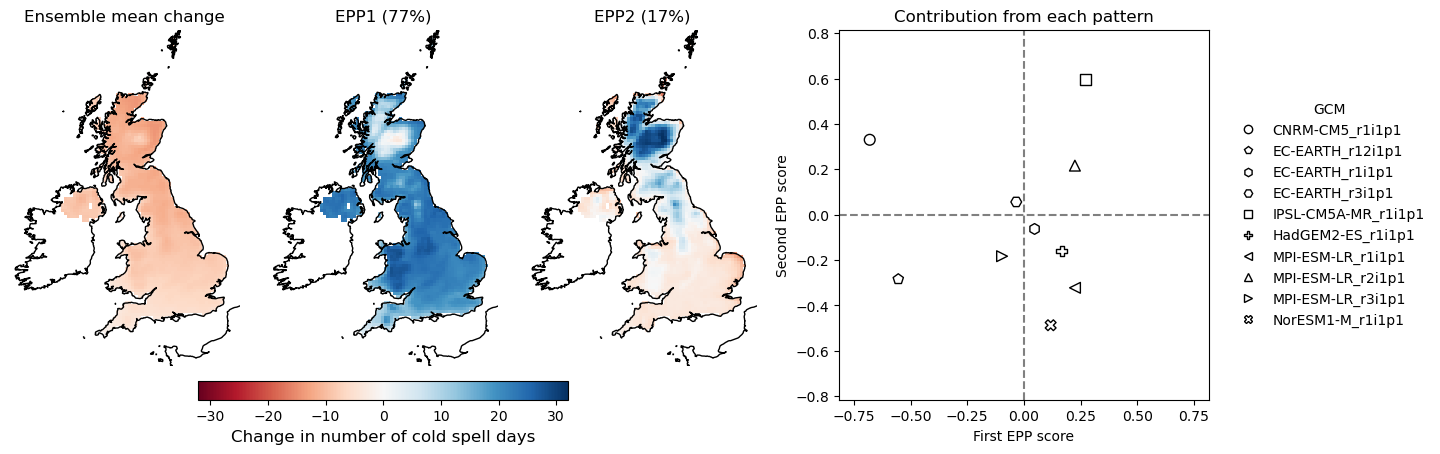 Ensemble mean change
EPP1 (77%)
EPP2 (17%)
Contribution from each pattern
−30 −20 −10 0 10 20 30
Change in number of cold spell days
Second EPP score
0.8
0.6
0.4
0.2
0.0
−0.2
−0.4
−0.6
−0.8
−0.75 −0.50 −0.25 0.00 0.25 0.50 0.75
First EPP score
GCM
CNRM-CM5_r1i1p1
EC-EARTH_r12i1p1
EC-EARTH_r1i1p1
EC-EARTH_r3i1p1
IPSL-CM5A-MR_r1i1p1
HadGEM2-ES_r1i1p1
MPI-ESM-LR_r1i1p1
MPI-ESM-LR_r2i1p1
MPI-ESM-LR_r3i1p1
NorESM1-M_r1i1p1